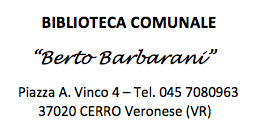 BIBLIOTECA COMUNALE
“Berto Barbarani”
Piazza A. Vinco 4 – Tel. 045 7080963
37020 CERRO Veronese (VR)